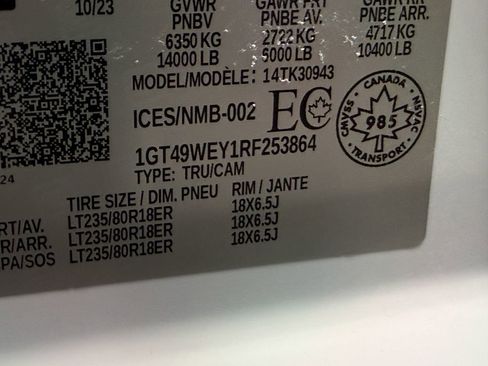 10/23 GVWR GAWR FRT GAWR RR
PNBV PNBE AV. PNBE ARR.
6350 KG 2722 KG 4717 KG
14000 LB 6000 LB 10400 LB
MODEL/MODÈLE: 14TK30943
ICES/NMB-002 EC
CANADA
CMVSS 985 NSVAC
TRANSPORT
1GT49WEY1RF253864
24 TYPE: TRU/CAM
TIRE SIZE / DIM. PNEU RIM / JANTE
RT/AV. LT235/80R18ER 18X6.5J
R/ARR. LT235/80R18ER 18X6.5J
PA/SOS LT235/80R18ER 18X6.5J